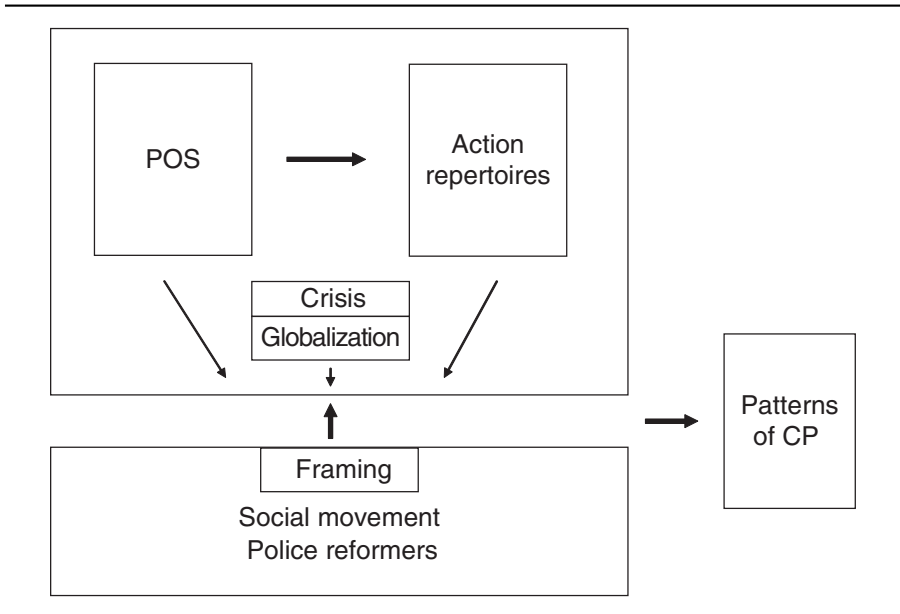 POS
Action
repertoires
Crisis
Globalization
Patterns
of CP
Framing
Social movement
Police reformers